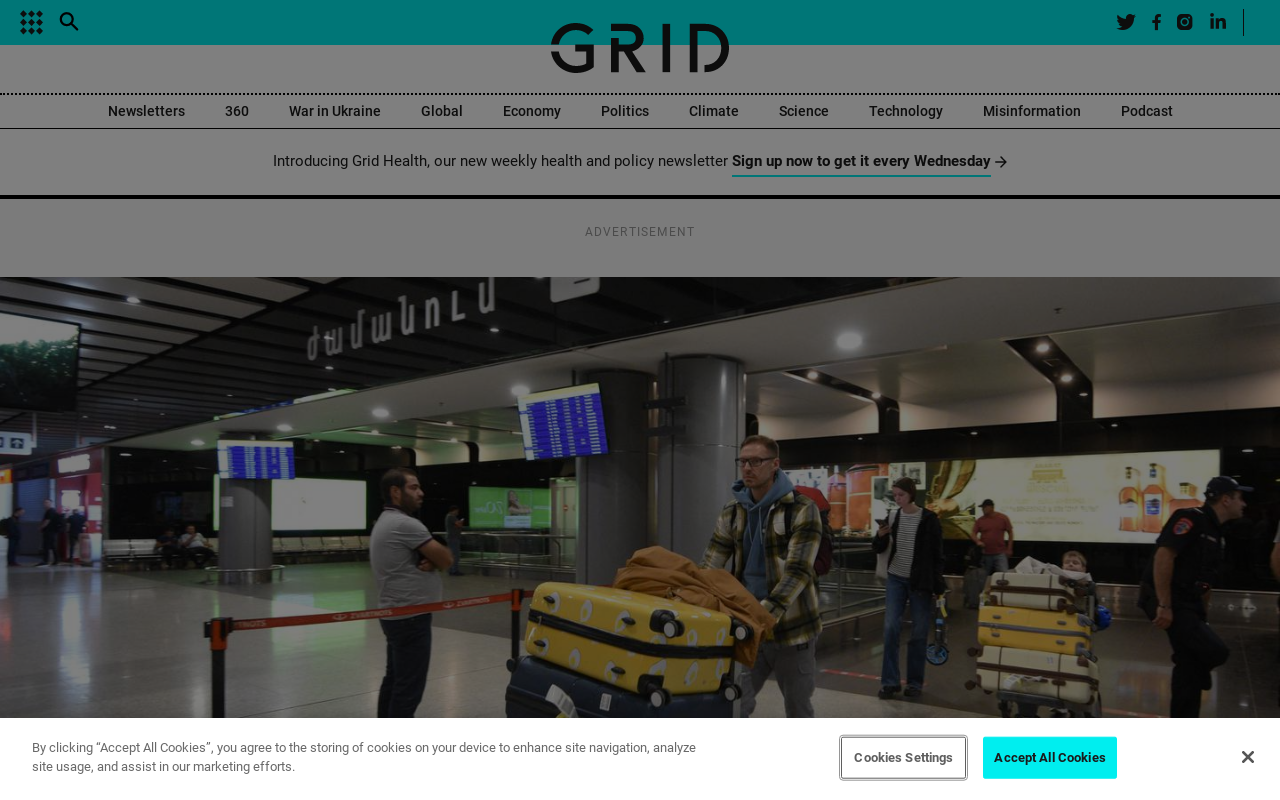 GRID
Newsletters 360 War in Ukraine Global Economy Politics Climate Science Technology Misinformation Podcast
Introducing Grid Health, our new weekly health and policy newsletter Sign up now to get it every Wednesday
ADVERTISEMENT
ժամանում
By clicking “Accept All Cookies”, you agree to the storing of cookies on your device to enhance site navigation, analyze
site usage, and assist in our marketing efforts.
Cookies Settings
Accept All Cookies